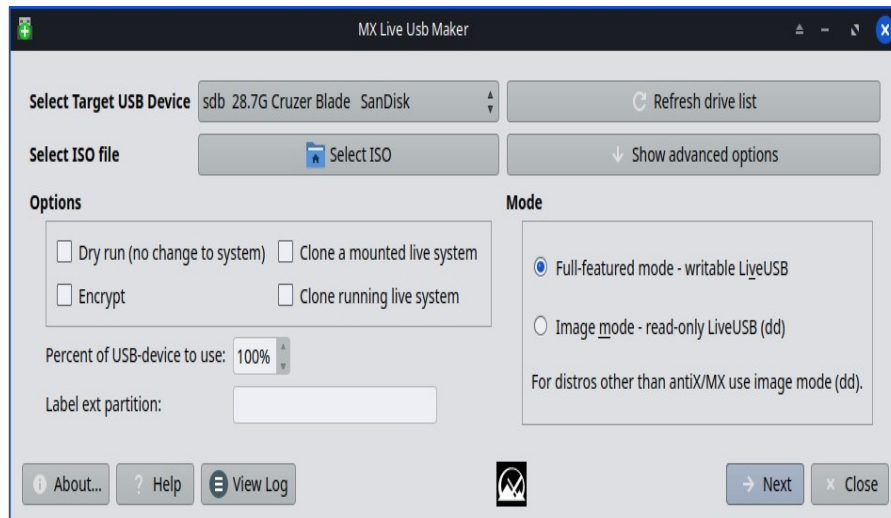 MX Live Usb Maker
Select Target USB Device sdb 28.7G Cruzer Blade SanDisk Refresh drive list
Select ISO file Select ISO Show advanced options
Options Mode
Dry run (no change to system) Clone a mounted live system
Full-featured mode - writable LiveUSB
Encrypt Clone running live system
Image mode - read-only LiveUSB (dd)
Percent of USB-device to use: 100%
For distros other than antiX/MX use image mode (dd).
Label ext partition:
About... Help View Log Next Close